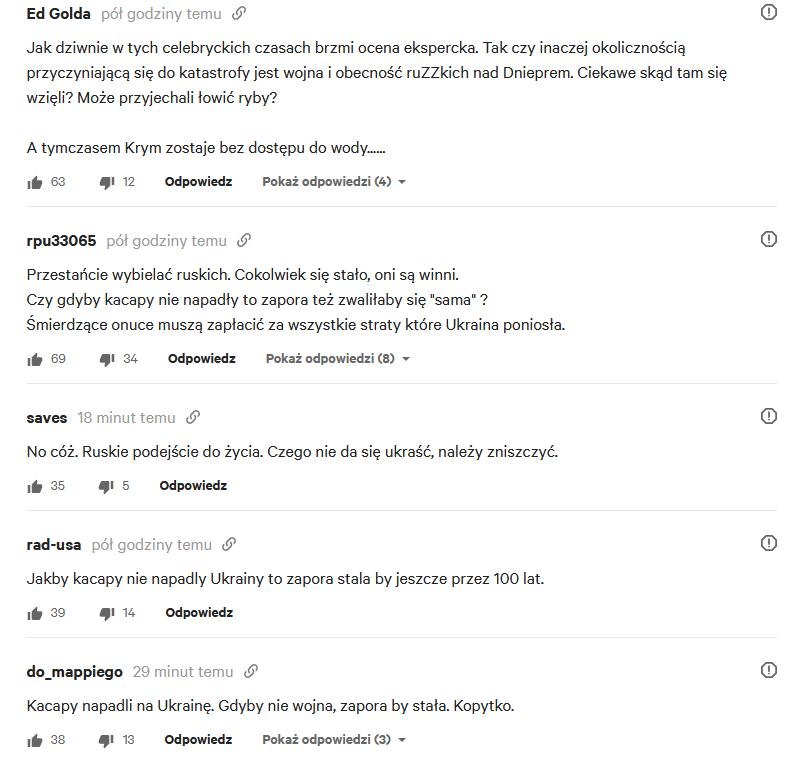 Ed Golda pół godziny temu
Jak dziwnie w tych celebryckich czasach brzmi ocena ekspercka. Tak czy inaczej okolicznością
przyczyniającą się do katastrofy jest wojna i obecność ruZZkich nad Dnieprem. Ciekawe skąd tam się
wzięli? Może przyjechali łowić ryby?
A tymczasem Krym zostaje bez dostępu do wody......
63 12 Odpowiedz Pokaż odpowiedzi (4)
rpu33065 pół godziny temu
Przestańcie wybielać ruskich. Cokolwiek się stało, oni są winni.
Czy gdyby kacapy nie napadły to zapora też zwaliłaby się "sama" ?
Śmierdzące onuce muszą zapłacić za wszystkie straty które Ukraina poniosła.
69 34 Odpowiedz Pokaż odpowiedzi (8)
saves 18 minut temu
No cóż. Ruskie podejście do życia. Czego nie da się ukraść, należy zniszczyć.
35 5 Odpowiedz
rad-usa pół godziny temu
Jakby kacapy nie napadly Ukrainy to zapora stala by jeszcze przez 100 lat.
39 14 Odpowiedz
do_mappiego 29 minut temu
Kacapy napadli na Ukrainę. Gdyby nie wojna, zapora by stała. Kopytko.
38 13 Odpowiedz Pokaż odpowiedzi (3)